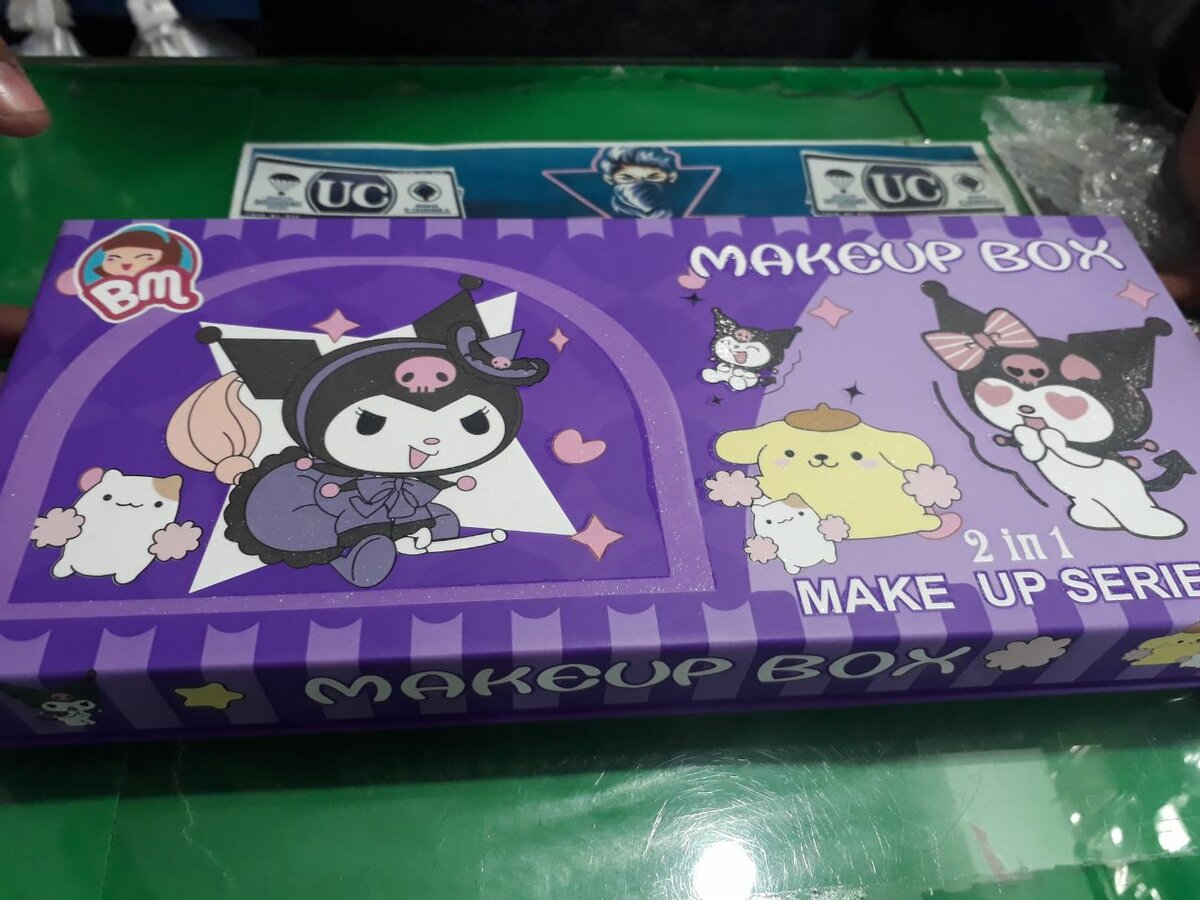 UC
UC
BM
MAKEUP BOX
2 in 1
MAKE UP SERIE
MAKEUP BOX